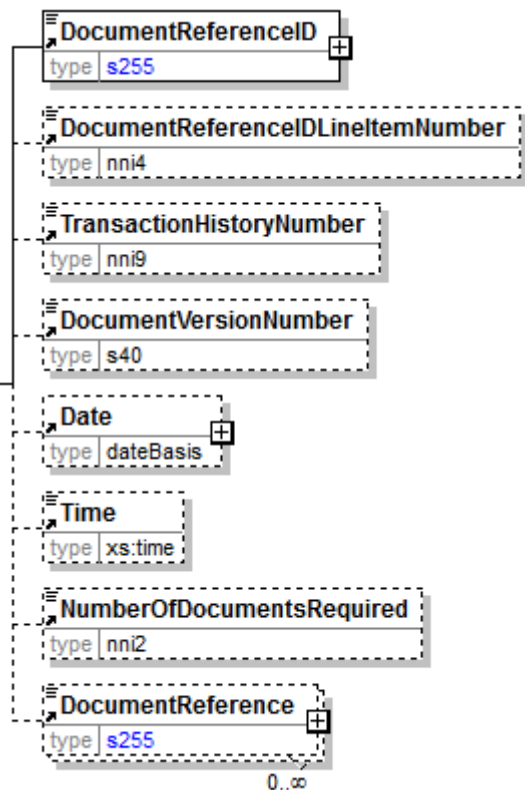 DocumentReferenceID
type s255
DocumentReferenceIDLineItemNumber
type nni4
TransactionHistoryNumber
type nni9
DocumentVersionNumber
type s40
Date
type dateBasis
Time
type xs:time
NumberOfDocumentsRequired
type nni2
DocumentReference
type s255
0..∞